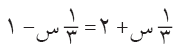 ١/٣ س + ٢ = ١/٣ س − ١